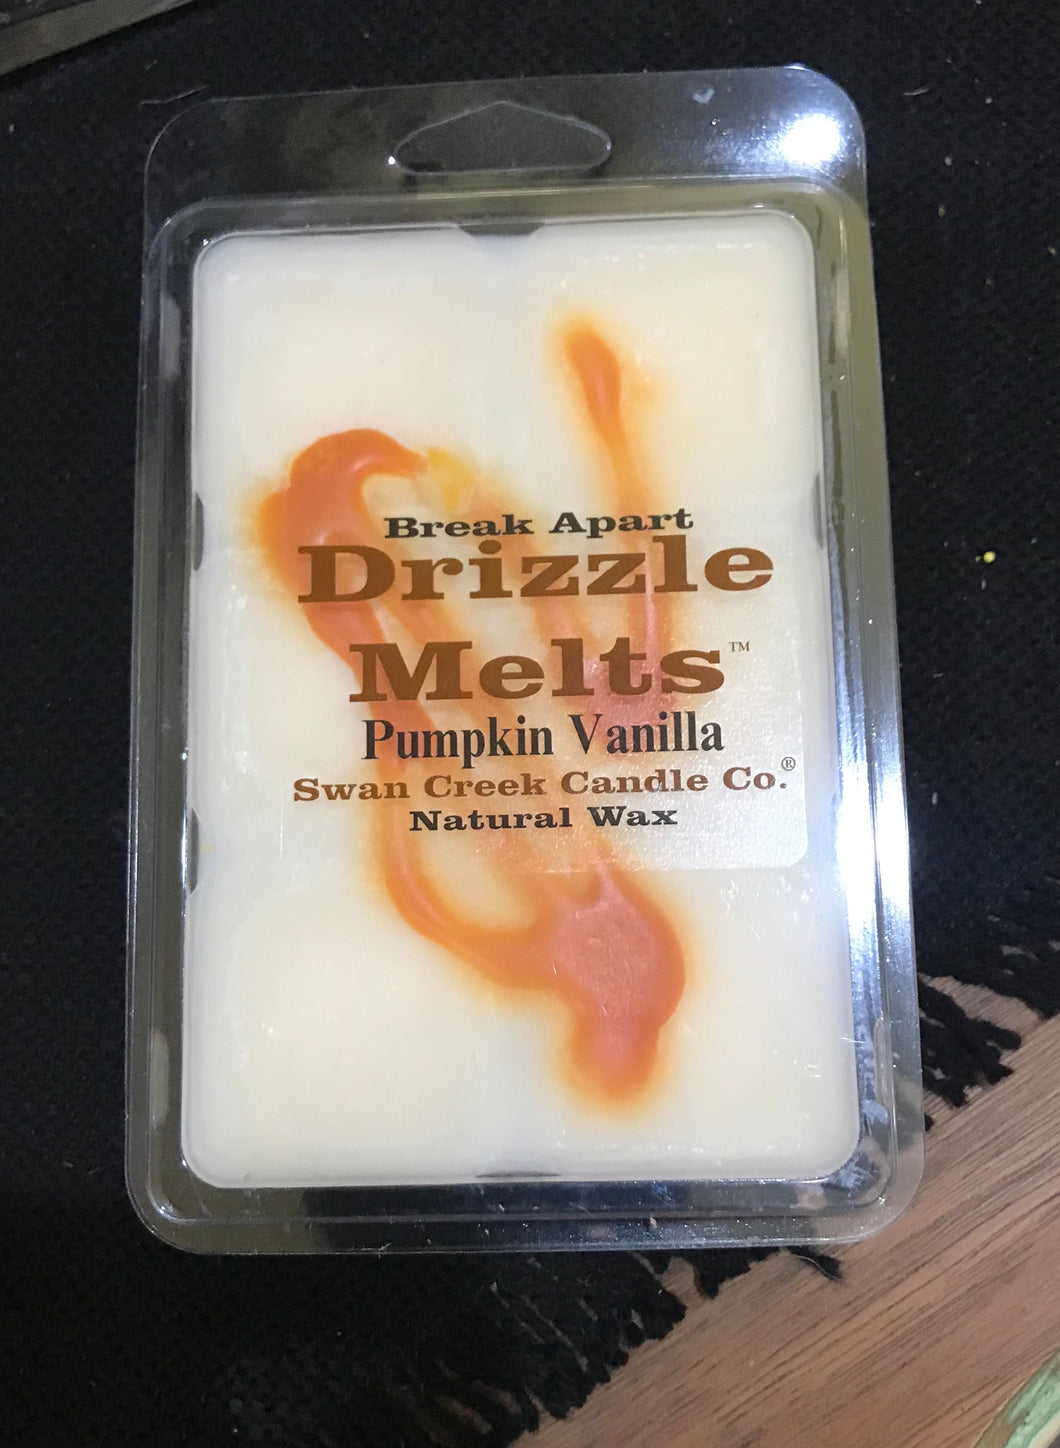 Break Apart
Drizzle
Melts™
Pumpkin Vanilla
Swan Creek Candle Co.®
Natural Wax